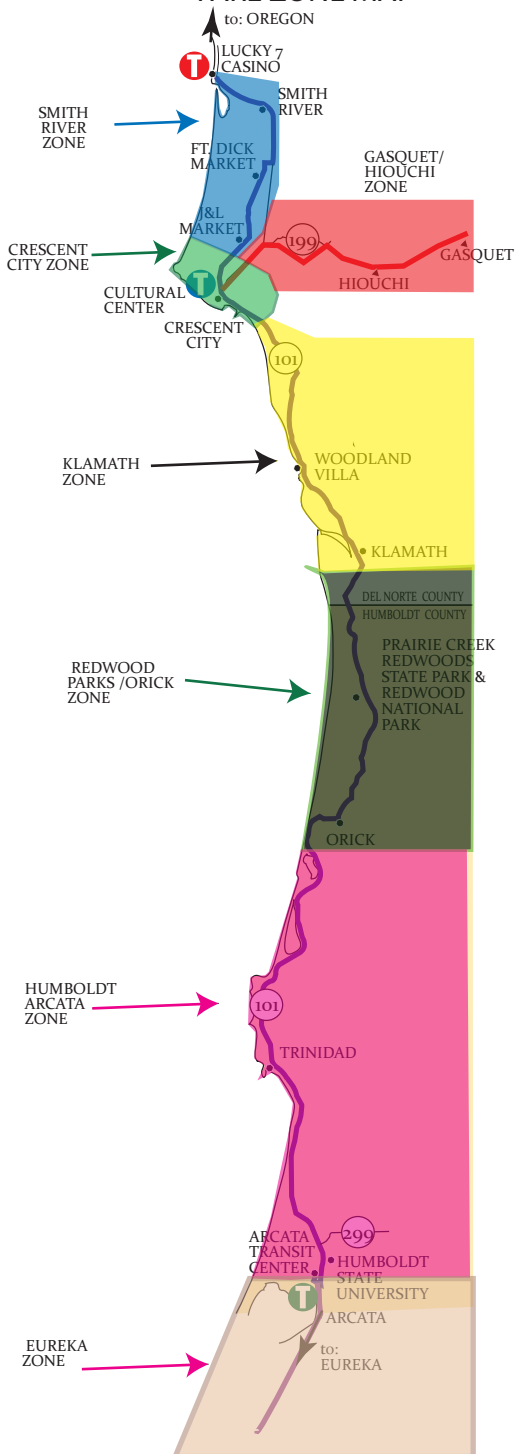 FARE ZONE MAP
to: OREGON
LUCKY 7
CASINO
T
SMITH
RIVER
SMITH
RIVER
ZONE
FT. DICK
MARKET
GASQUET/
HIOUCHI
ZONE
J&L
MARKET
199
GASQUET
CRESCENT
CITY ZONE
HIOUCHI
T
CULTURAL
CENTER
CRESCENT
CITY
101
KLAMATH
ZONE
WOODLAND
VILLA
KLAMATH
DEL NORTE COUNTY
HUMBOLDT COUNTY
PRAIRIE CREEK
REDWOODS
STATE PARK &
REDWOOD
NATIONAL
PARK
REDWOOD
PARKS /ORICK
ZONE
ORICK
HUMBOLDT
ARCATA
ZONE
101
TRINIDAD
299
ARCATA
TRANSIT
CENTER
HUMBOLDT
STATE
UNIVERSITY
T
ARCATA
EUREKA
ZONE
to:
EUREKA